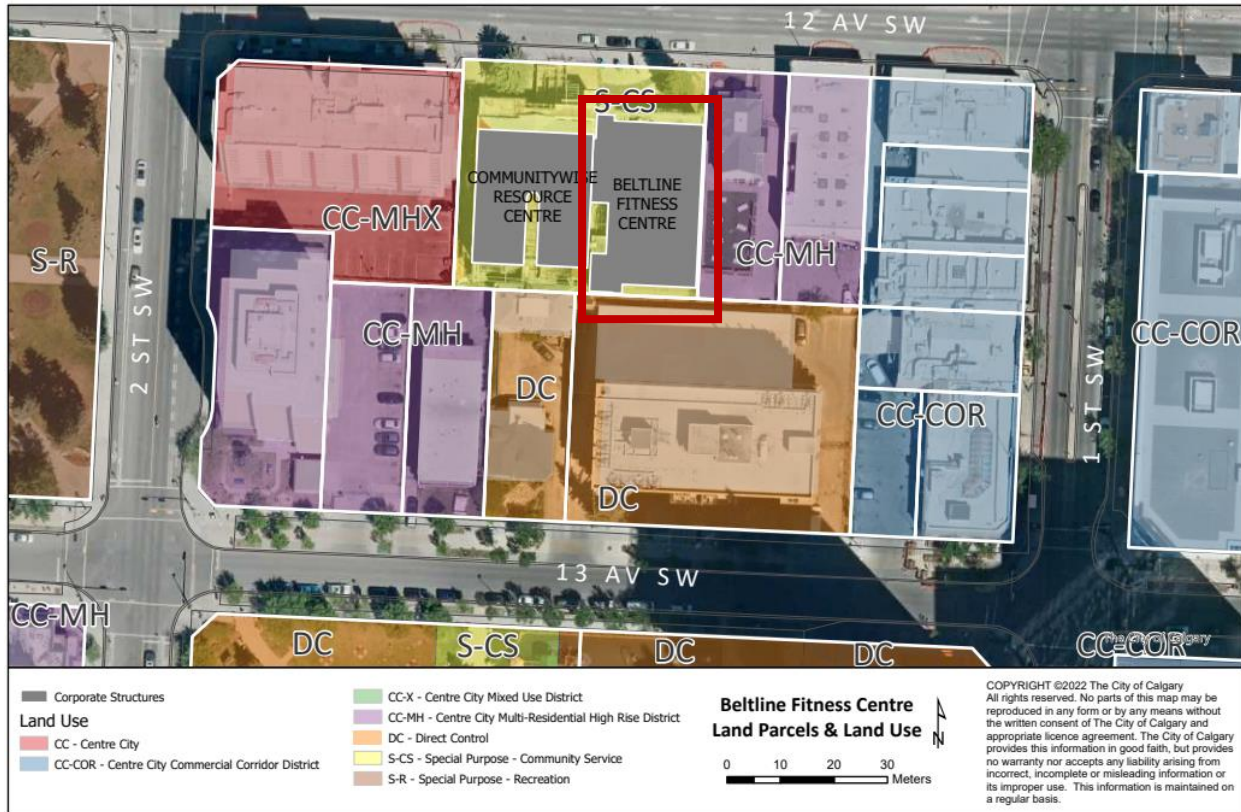 12 AV SW
S-CS
COMMUNITYWISE
RESOURCE
CENTRE
BELTLINE
FITNESS
CENTRE
CC-MHX
CC-MH
S-R
2 ST SW
CC-MH
DC
CC-COR
CC-COR
1 ST SW
DC
13 AV SW
CC-MH
DC
S-CS
DC
DC
The City of Calgary
CC-COR
Corporate Structures
Land Use
CC - Centre City
CC-COR - Centre City Commercial Corridor District
CC-X - Centre City Mixed Use District
CC-MH - Centre City Multi-Residential High Rise District
DC - Direct Control
S-CS - Special Purpose - Community Service
S-R - Special Purpose - Recreation
Beltline Fitness Centre
Land Parcels & Land Use
N
0 10 20 30
Meters
COPYRIGHT ©2022 The City of Calgary
All rights reserved. No parts of this map may be
reproduced in any form or by any means without
the written consent of The City of Calgary and
appropriate licence agreement. The City of Calgary
provides this information in good faith, but provides
no warranty nor accepts any liability arising from
incorrect, incomplete or misleading information or
its improper use. This information is maintained on
a regular basis.